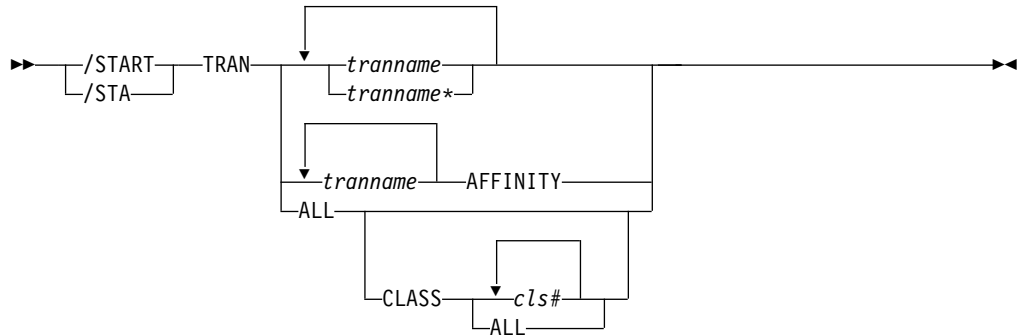 /START TRAN tranname
/STA tranname*
tranname AFFINITY
ALL
CLASS cls#
ALL